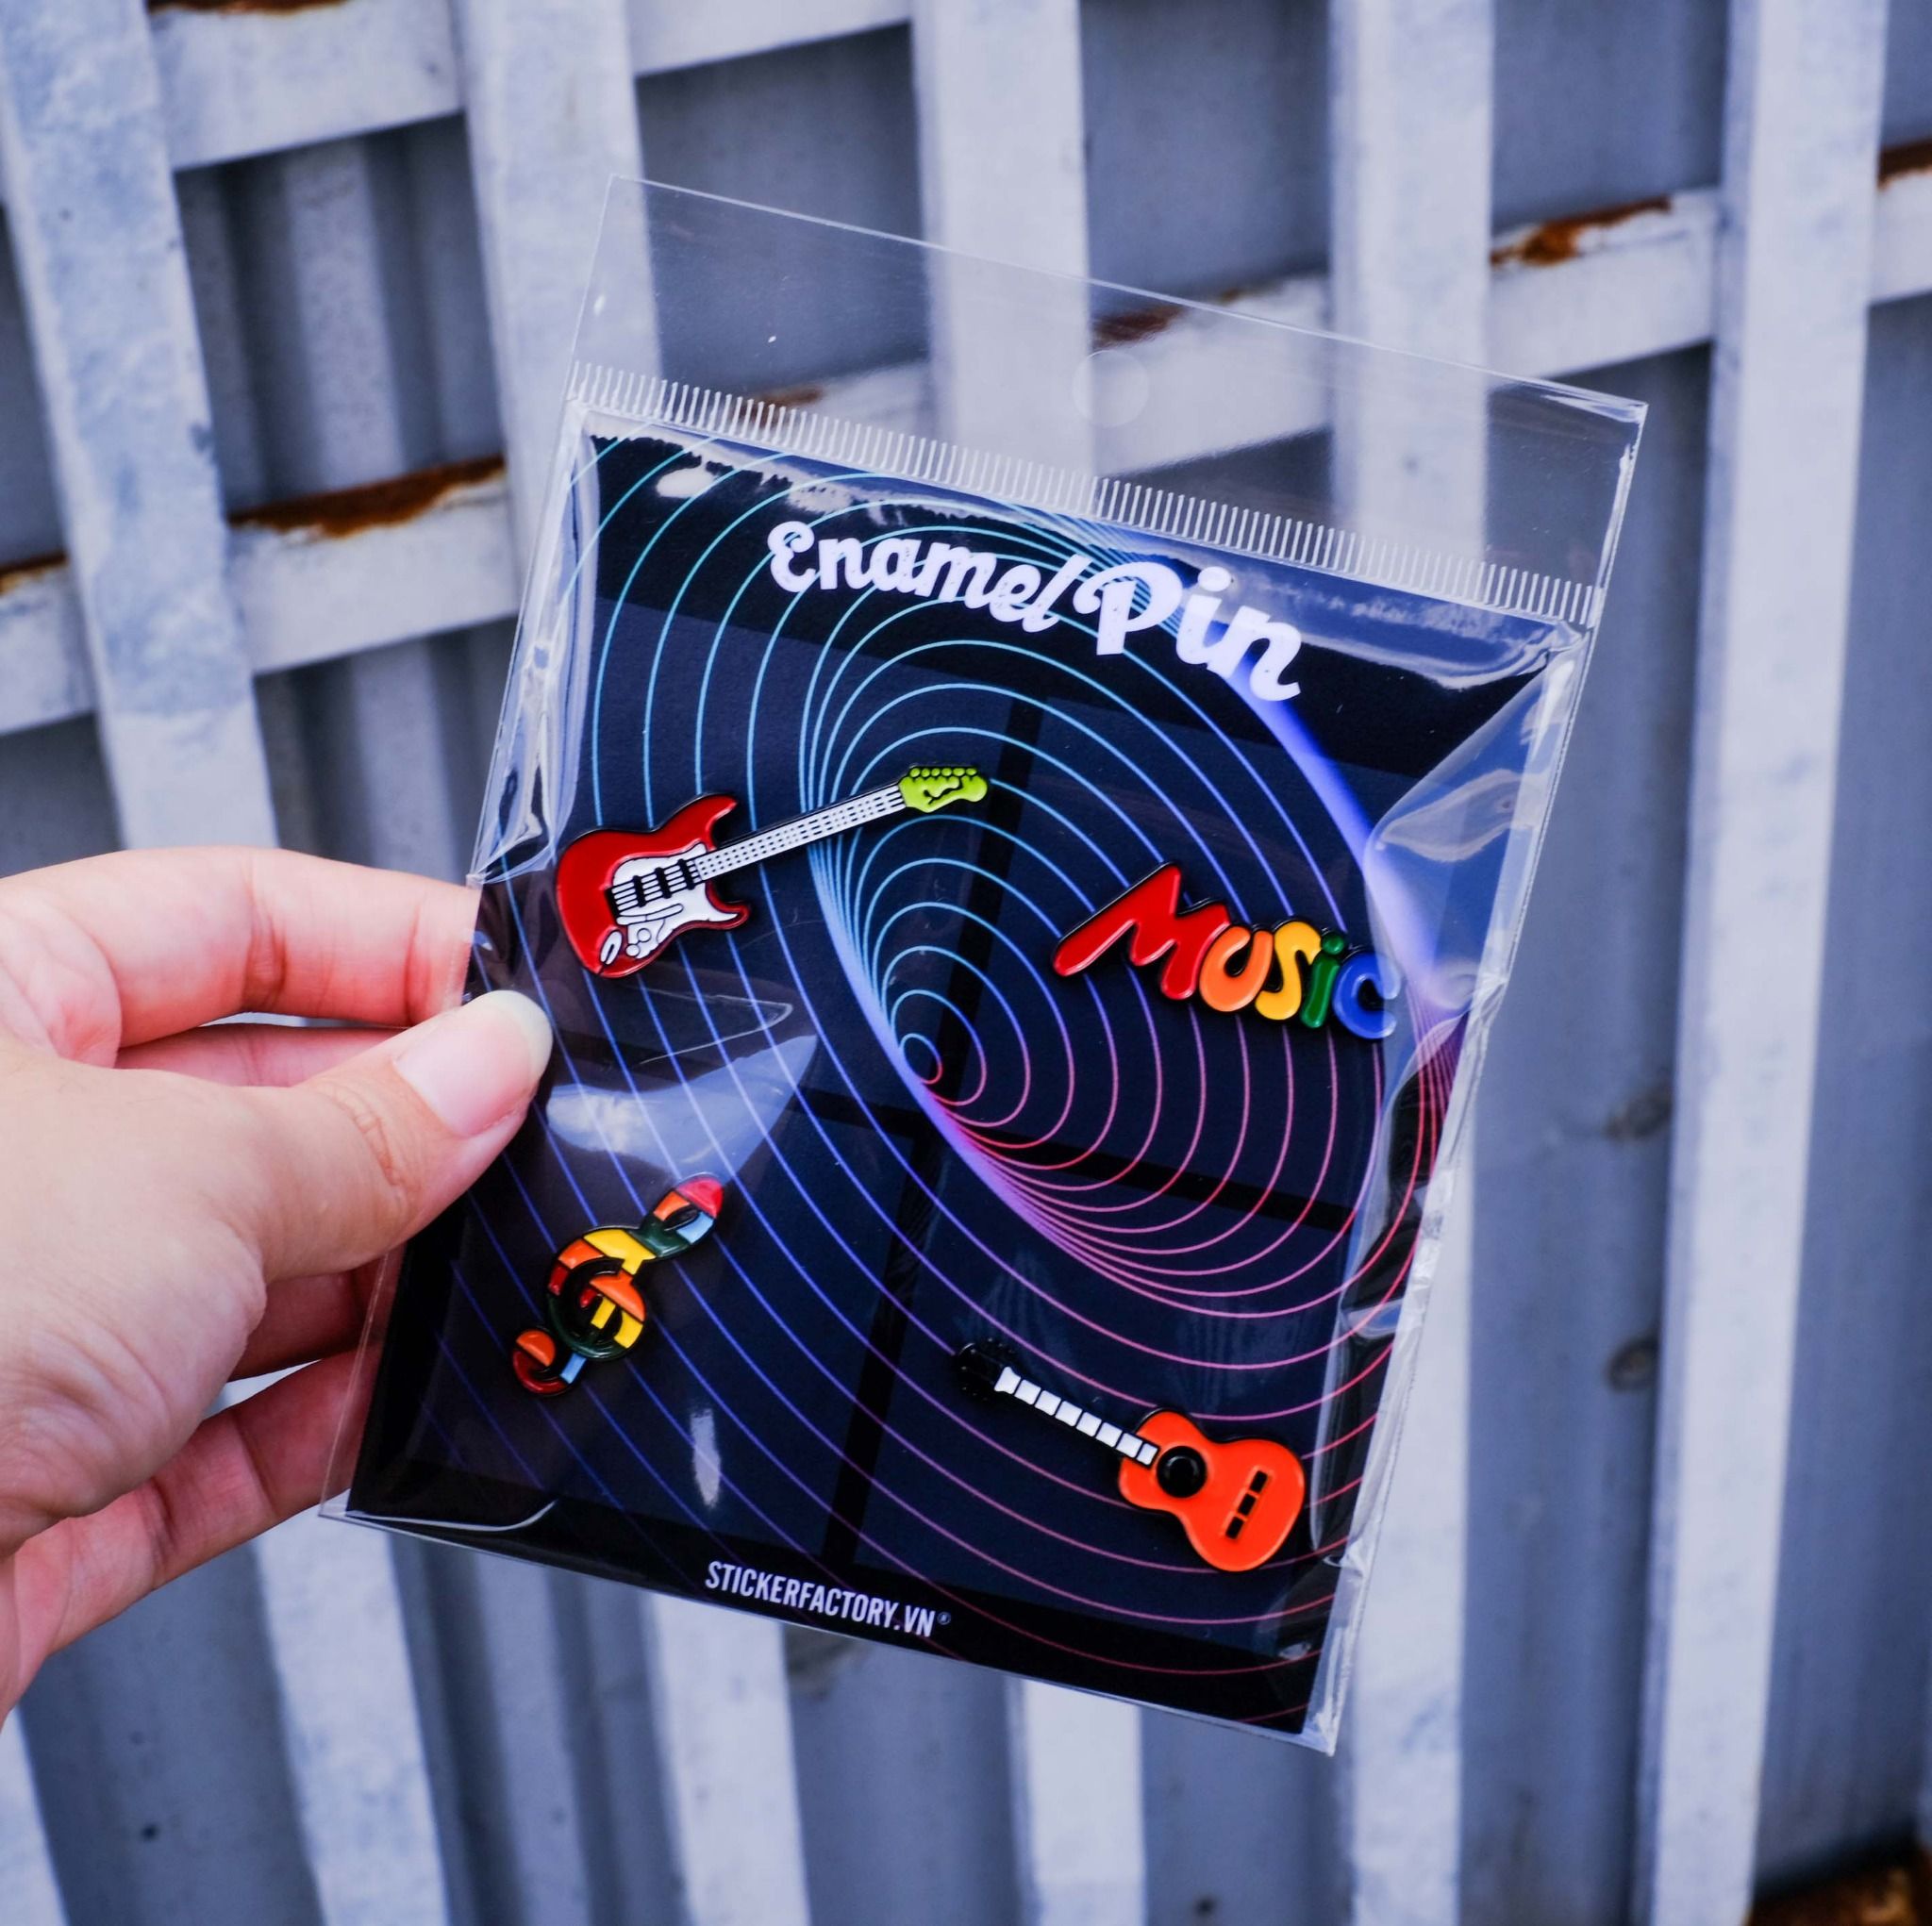 Enamel Pin
Music
STICKERFACTORY.VN®